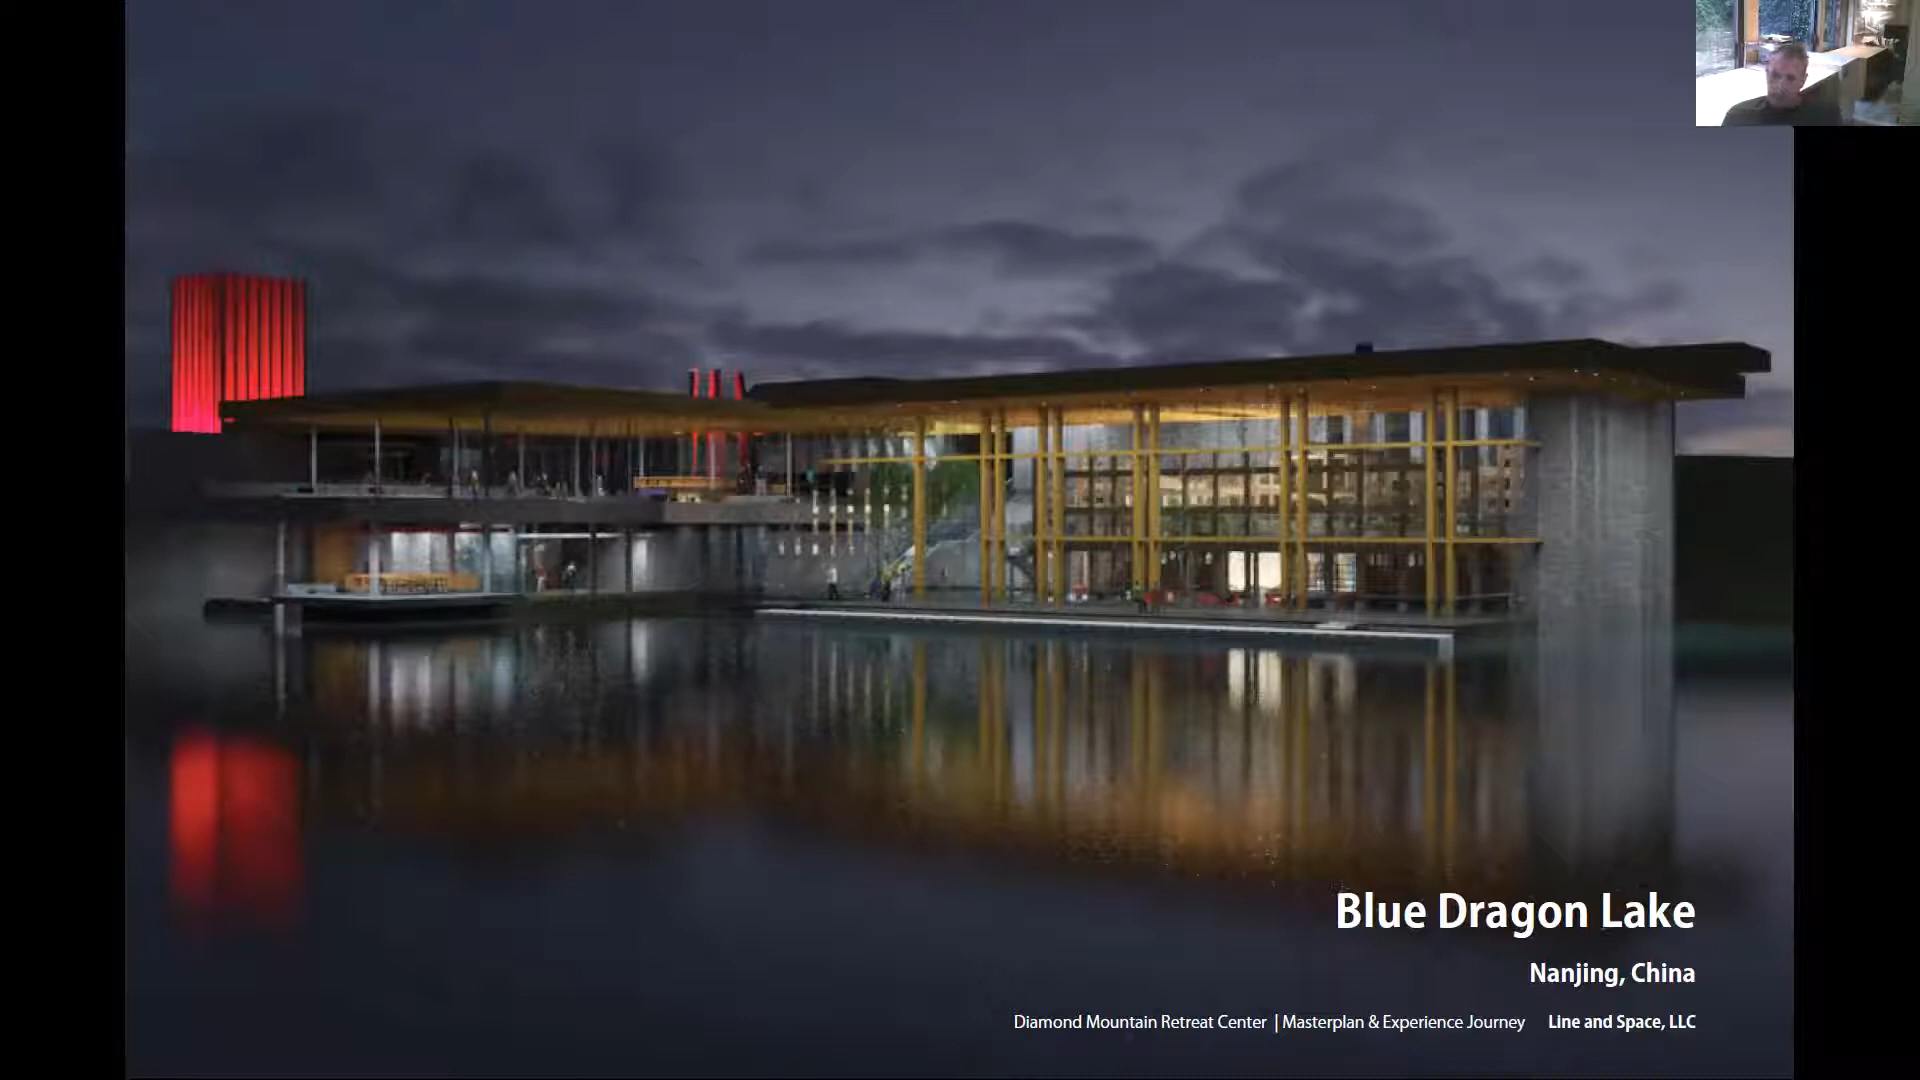 Blue Dragon Lake
Nanjing, China
Diamond Mountain Retreat Center | Masterplan & Experience Journey Line and Space, LLC